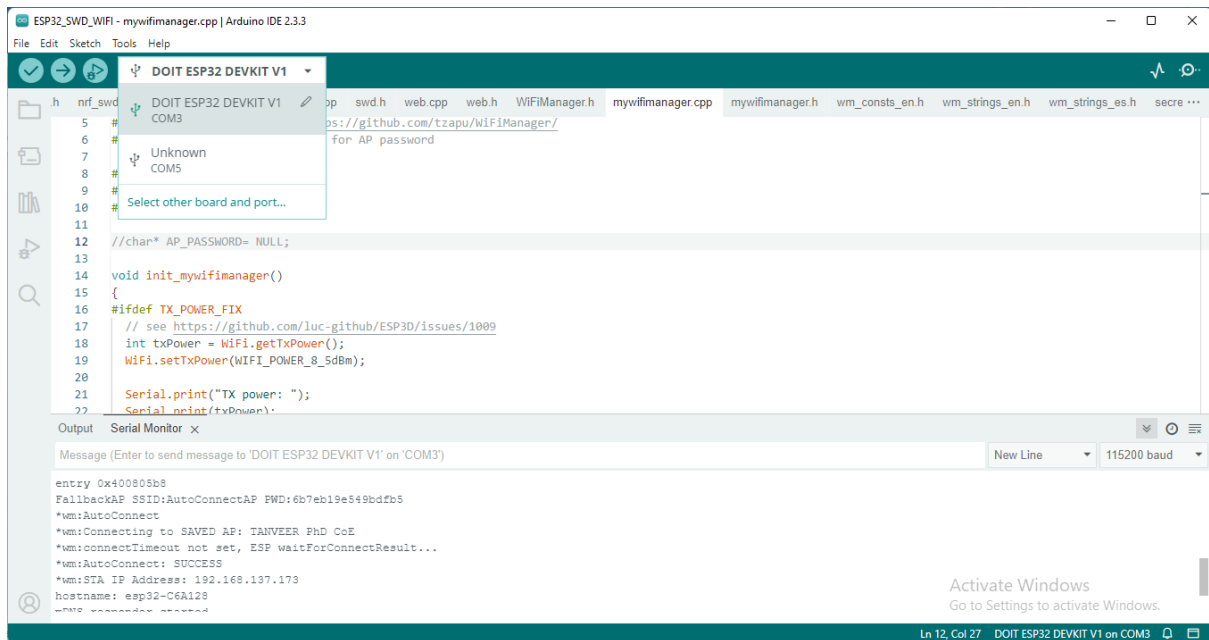 ESP32_SWD_WIFI - mywifimanager.cpp | Arduino IDE 2.3.3
File Edit Sketch Tools Help
DOIT ESP32 DEVKIT V1
.h nrf_swd pp swd.h web.cpp web.h WiFiManager.h mywifimanager.cpp mywifimanager.h wm_consts_en.h wm_strings_en.h wm_strings_es.h secre ...
DOIT ESP32 DEVKIT V1
COM3
Unknown
COM5
Select other board and port...
5 # ps://github.com/tzapu/WiFiManager/
6 # for AP password
7
8 #
9 #
10 #
11
12 //char* AP_PASSWORD= NULL;
13
14 void init_mywifimanager()
15 {
16 #ifdef TX_POWER_FIX
17 // see https://github.com/luc-github/ESP3D/issues/1009
18 int txPower = WiFi.getTxPower();
19 WiFi.setTxPower(WIFI_POWER_8_5dBm);
20
21 Serial.print("TX power: ");
22 Serial.print(txPower);
Output Serial Monitor ×
Message (Enter to send message to 'DOIT ESP32 DEVKIT V1' on 'COM3')
New Line 115200 baud
entry 0x400805b8
FallbackAP SSID:AutoConnectAP PWD:6b7eb19e549bdfb5
*wm:AutoConnect
*wm:Connecting to SAVED AP: TANVEER PhD CoE
*wm:connectTimeout not set, ESP waitForConnectResult...
*wm:AutoConnect: SUCCESS
*wm:STA IP Address: 192.168.137.173
hostname: esp32-C6A128
mDNS responder started
Activate Windows
Go to Settings to activate Windows.
Ln 12, Col 27 DOIT ESP32 DEVKIT V1 on COM3